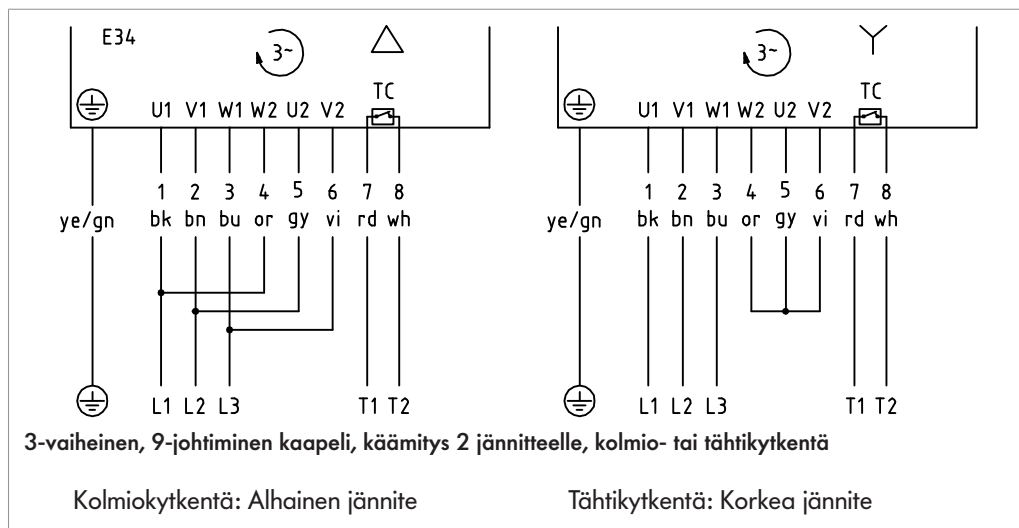 E34
3~
3~
TC
TC
U1 V1 W1 W2 U2 V2
U1 V1 W1 W2 U2 V2
1 2 3 4 5 6 7 8
1 2 3 4 5 6 7 8
ye/gn bk bn bu or gy vi rd wh
ye/gn bk bn bu or gy vi rd wh
L1 L2 L3 T1 T2
L1 L2 L3 T1 T2
3-vaiheinen, 9-johtiminen kaapeli, käämitys 2 jännitteelle, kolmio- tai tähtikytkentä
Kolmiokytkentä: Alhainen jännite
Tähtikytkentä: Korkea jännite